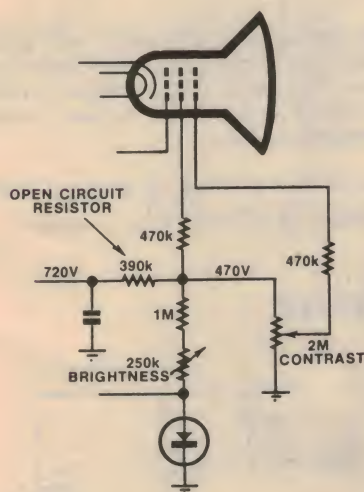 OPEN CIRCUIT
RESISTOR
470k
720V
390k
470V
470k
1M
250k
BRIGHTNESS
2M
CONTRAST